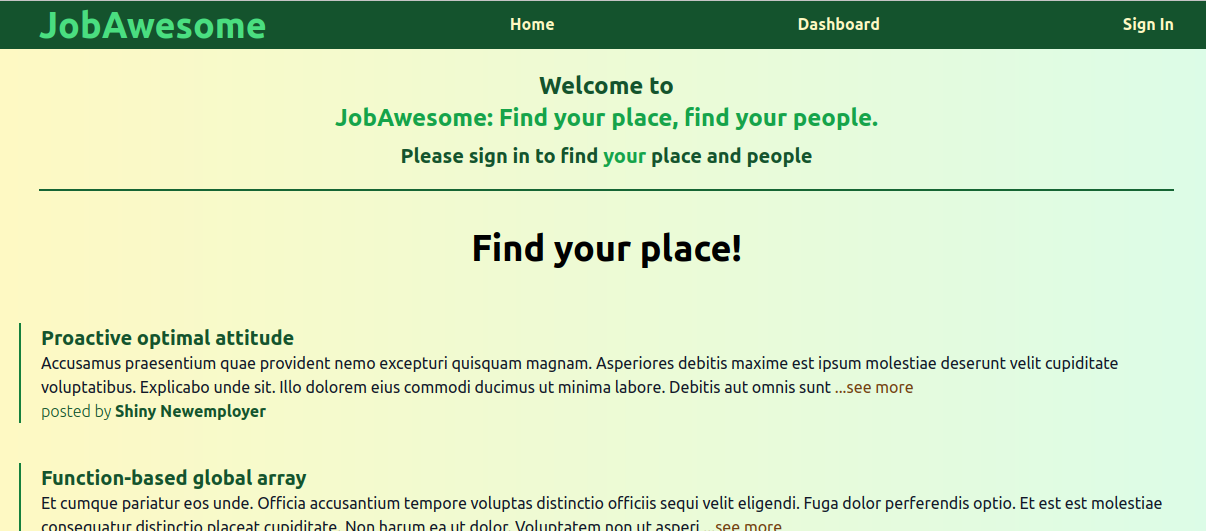 JobAwesome Home Dashboard Sign In
Welcome to
JobAwesome: Find your place, find your people.
Please sign in to find your place and people
Find your place!
Proactive optimal attitude
Accusamus praesentium quae provident nemo excepturi quisquam magnam. Asperiores debitis maxime est ipsum molestiae deserunt velit cupiditate
voluptatibus. Explicabo unde sit. Illo dolorem eius commodi ducimus ut minima labore. Debitis aut omnis sunt ...see more
posted by Shiny Newemployer
Function-based global array
Et cumque pariatur eos unde. Officia accusantium tempore voluptas distinctio officiis sequi velit eligendi. Fuga dolor perferendis optio. Et est est molestiae
consequatur distinctio placeat cupiditate. Non harum ea ut dolor. Voluptatem non ut asperi ...see more